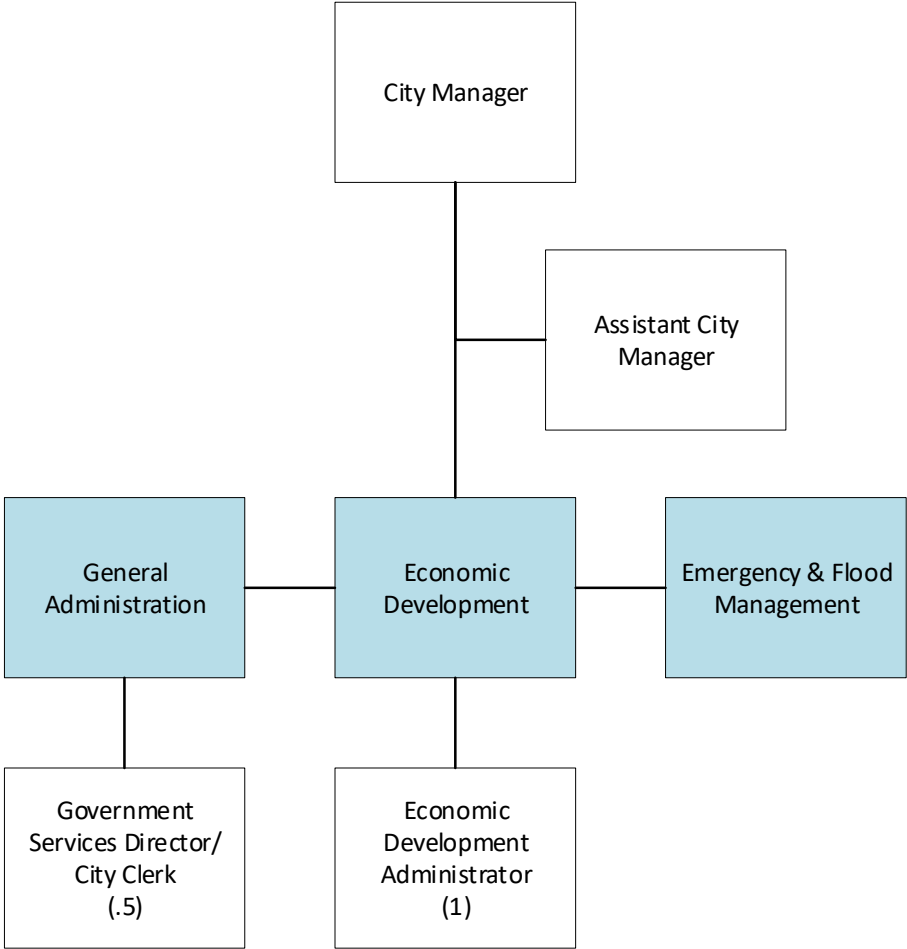 City Manager
Assistant City
Manager
General
Administration
Economic
Development
Emergency & Flood
Management
Government
Services Director/
City Clerk
(.5)
Economic
Development
Administrator
(1)